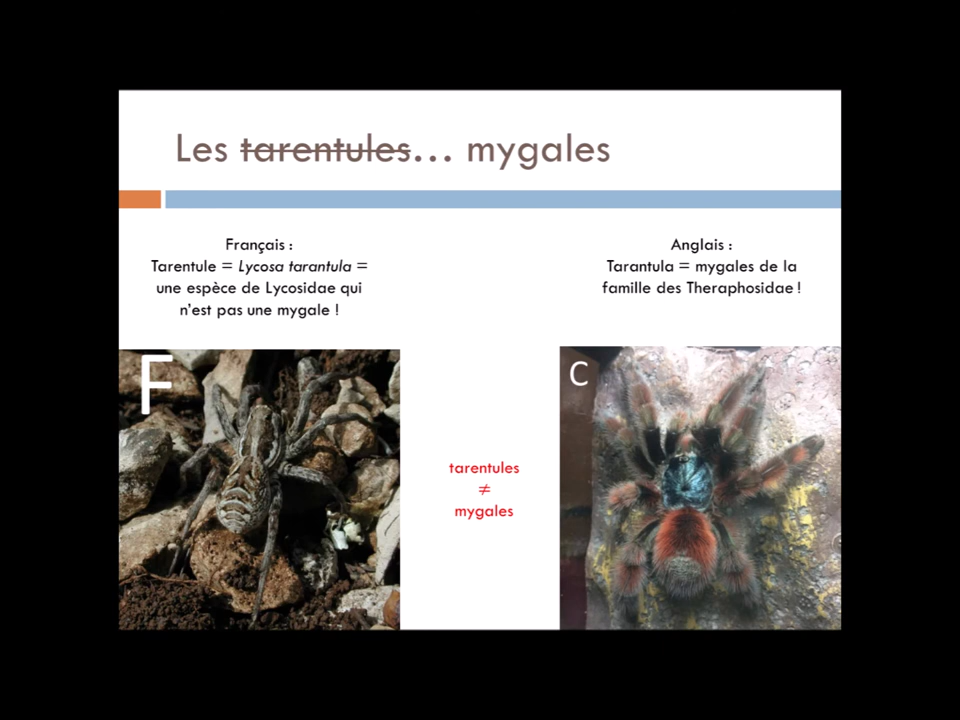 Les tarentules... mygales
Français :
Tarentule = Lycosa tarantula =
une espèce de Lycosidae qui
n'est pas une mygale !
Anglais :
Tarantula = mygales de la
famille des Theraphosidae !
F
C
tarentules
≠
mygales